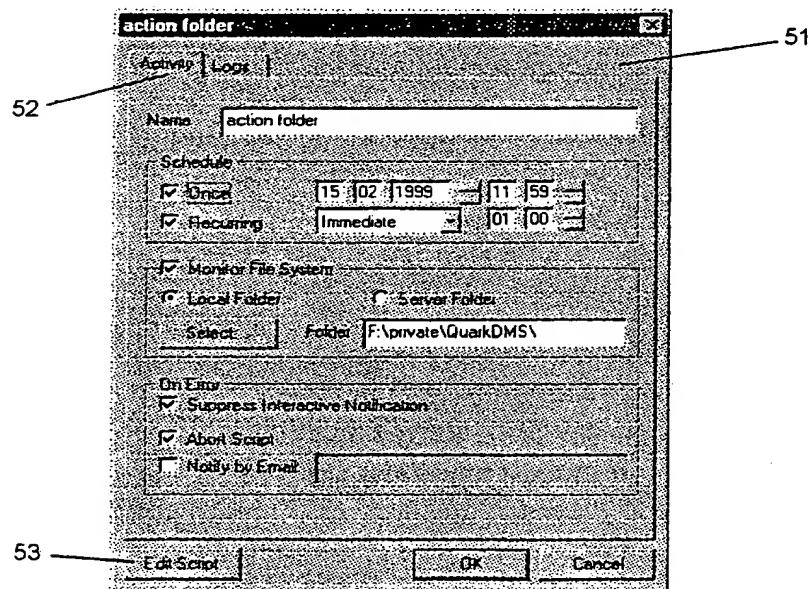 action folder
51
Activity Logs
52
Name action folder
Schedule
Once 15 02 1999 11 59
Recurring Immediate 01 00
Monitor File System
Local Folder Server Folder
Select Folder F:\private\QuarkDMS\
On Error
Suppress Interactive Notification
Abort Script
Notify by Email
53
Edit Script OK Cancel